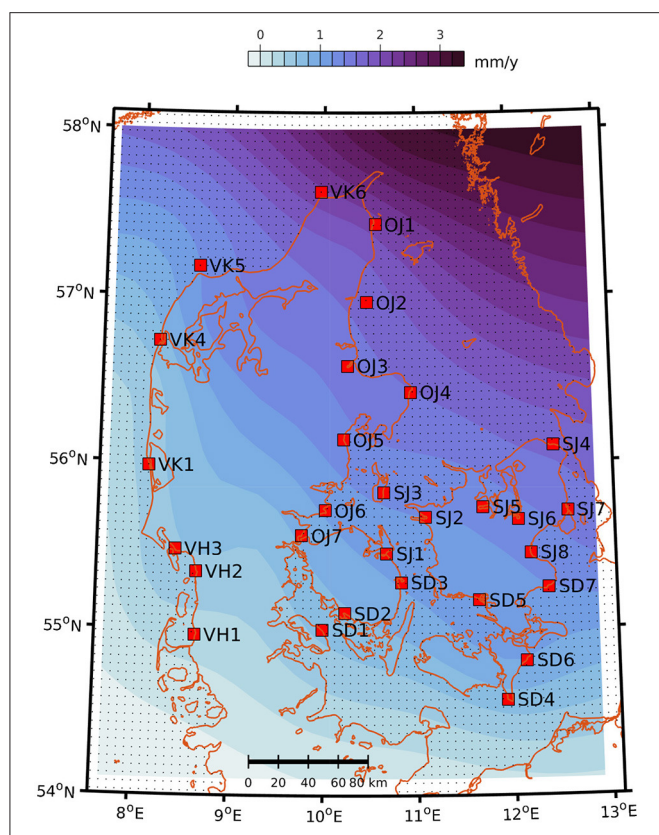 0 1 2 3 mm/y
58°N
VK6
OJ1
VK5
57°N
OJ2
VK4
OJ3
OJ4
OJ5 SJ4
56°N
VK1
SJ3
SJ5 SJ7
OJ6 SJ2 SJ6
OJ7
VH3 SJ1 SJ8
VH2
SD3 SD7
SD5
SD2
55°N
VH1 SD1
SD6
SD4
0 20 40 60 80 km
54°N
8°E 9°E 10°E 11°E 12°E 13°E